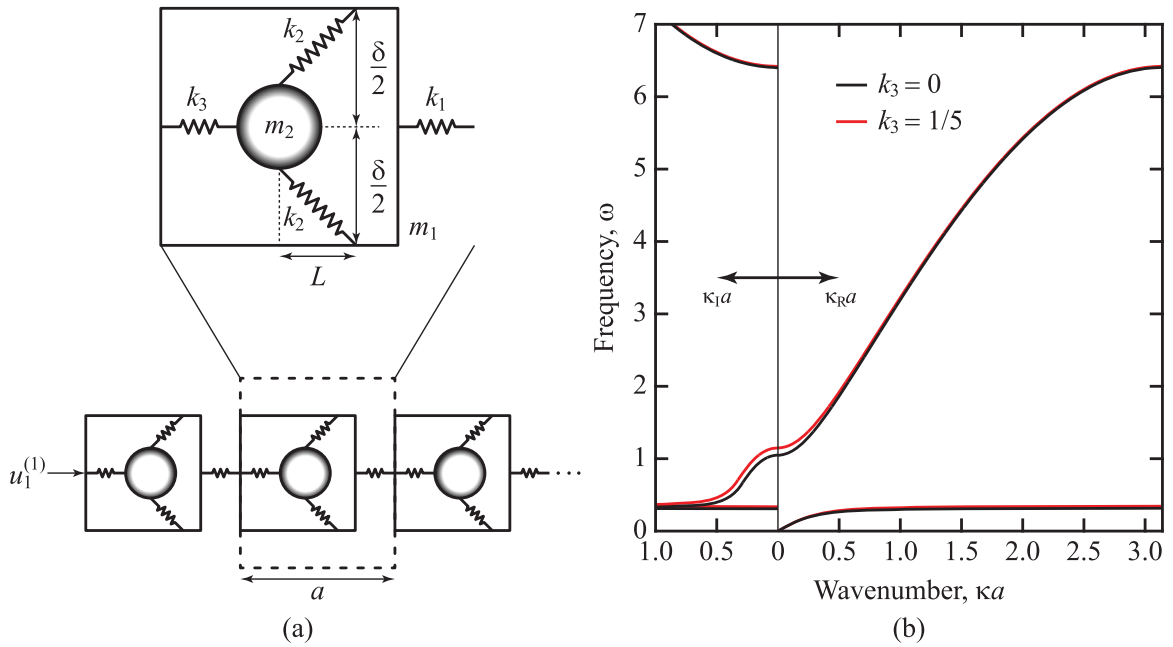 k₂
δ/2
k₃
k₁
m₂
δ/2
k₂
m₁
L
u₁⁽¹⁾
. . .
a
(a)
7
6
5
4
3
2
1
0
Frequency, ω
k₃ = 0
k₃ = 1/5
κ_I a
κ_R a
1.0 0.5 0 0.5 1.0 1.5 2.0 2.5 3.0
Wavenumber, κa
(b)